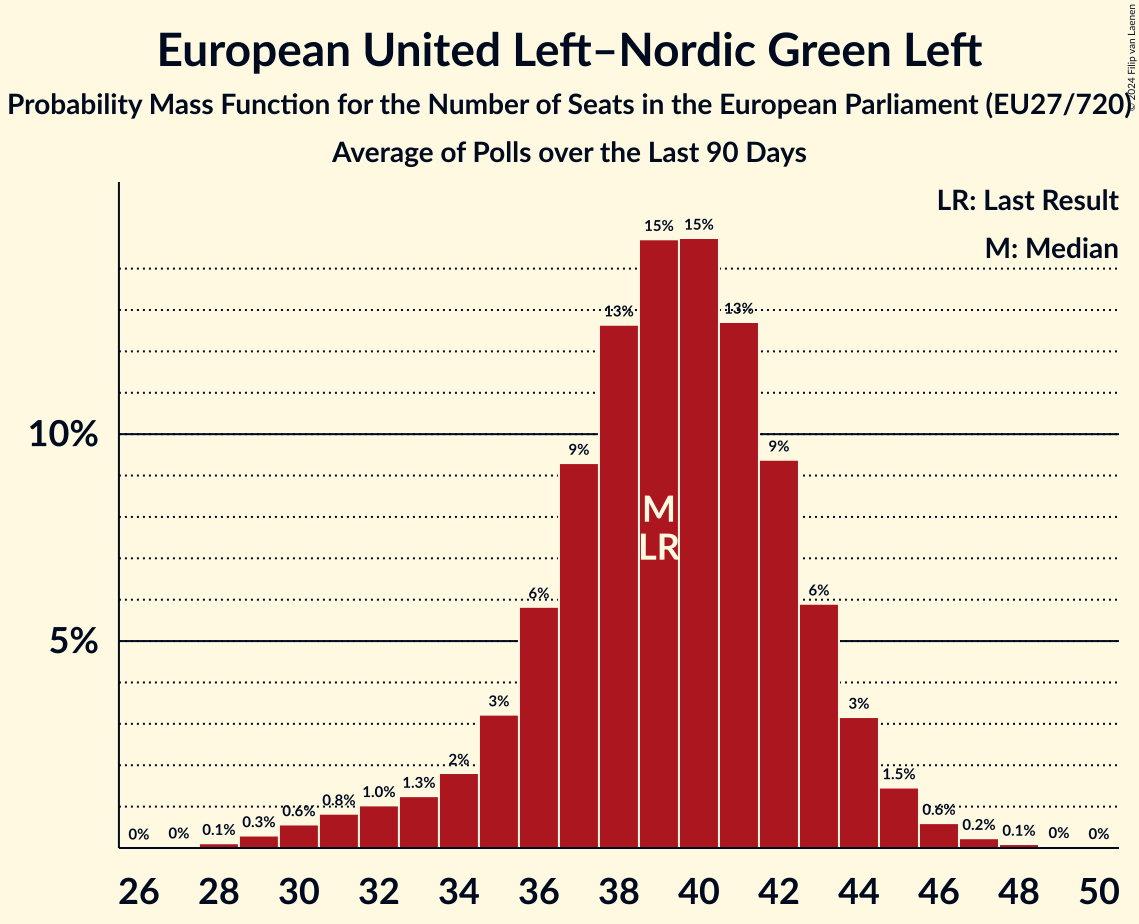 European United Left–Nordic Green Left
Probability Mass Function for the Number of Seats in the European Parliament (EU27/720)
Average of Polls over the Last 90 Days
© 2024 Filip van Laenen
LR: Last Result
M: Median
10%
5%
0% 0% 0.1% 0.3% 0.6% 0.8% 1.0% 1.3% 2% 3% 6% 9% 13% 15% 15% 13% 9% 6% 3% 1.5% 0.6% 0.2% 0.1% 0% 0%
M
LR
26 28 30 32 34 36 38 40 42 44 46 48 50